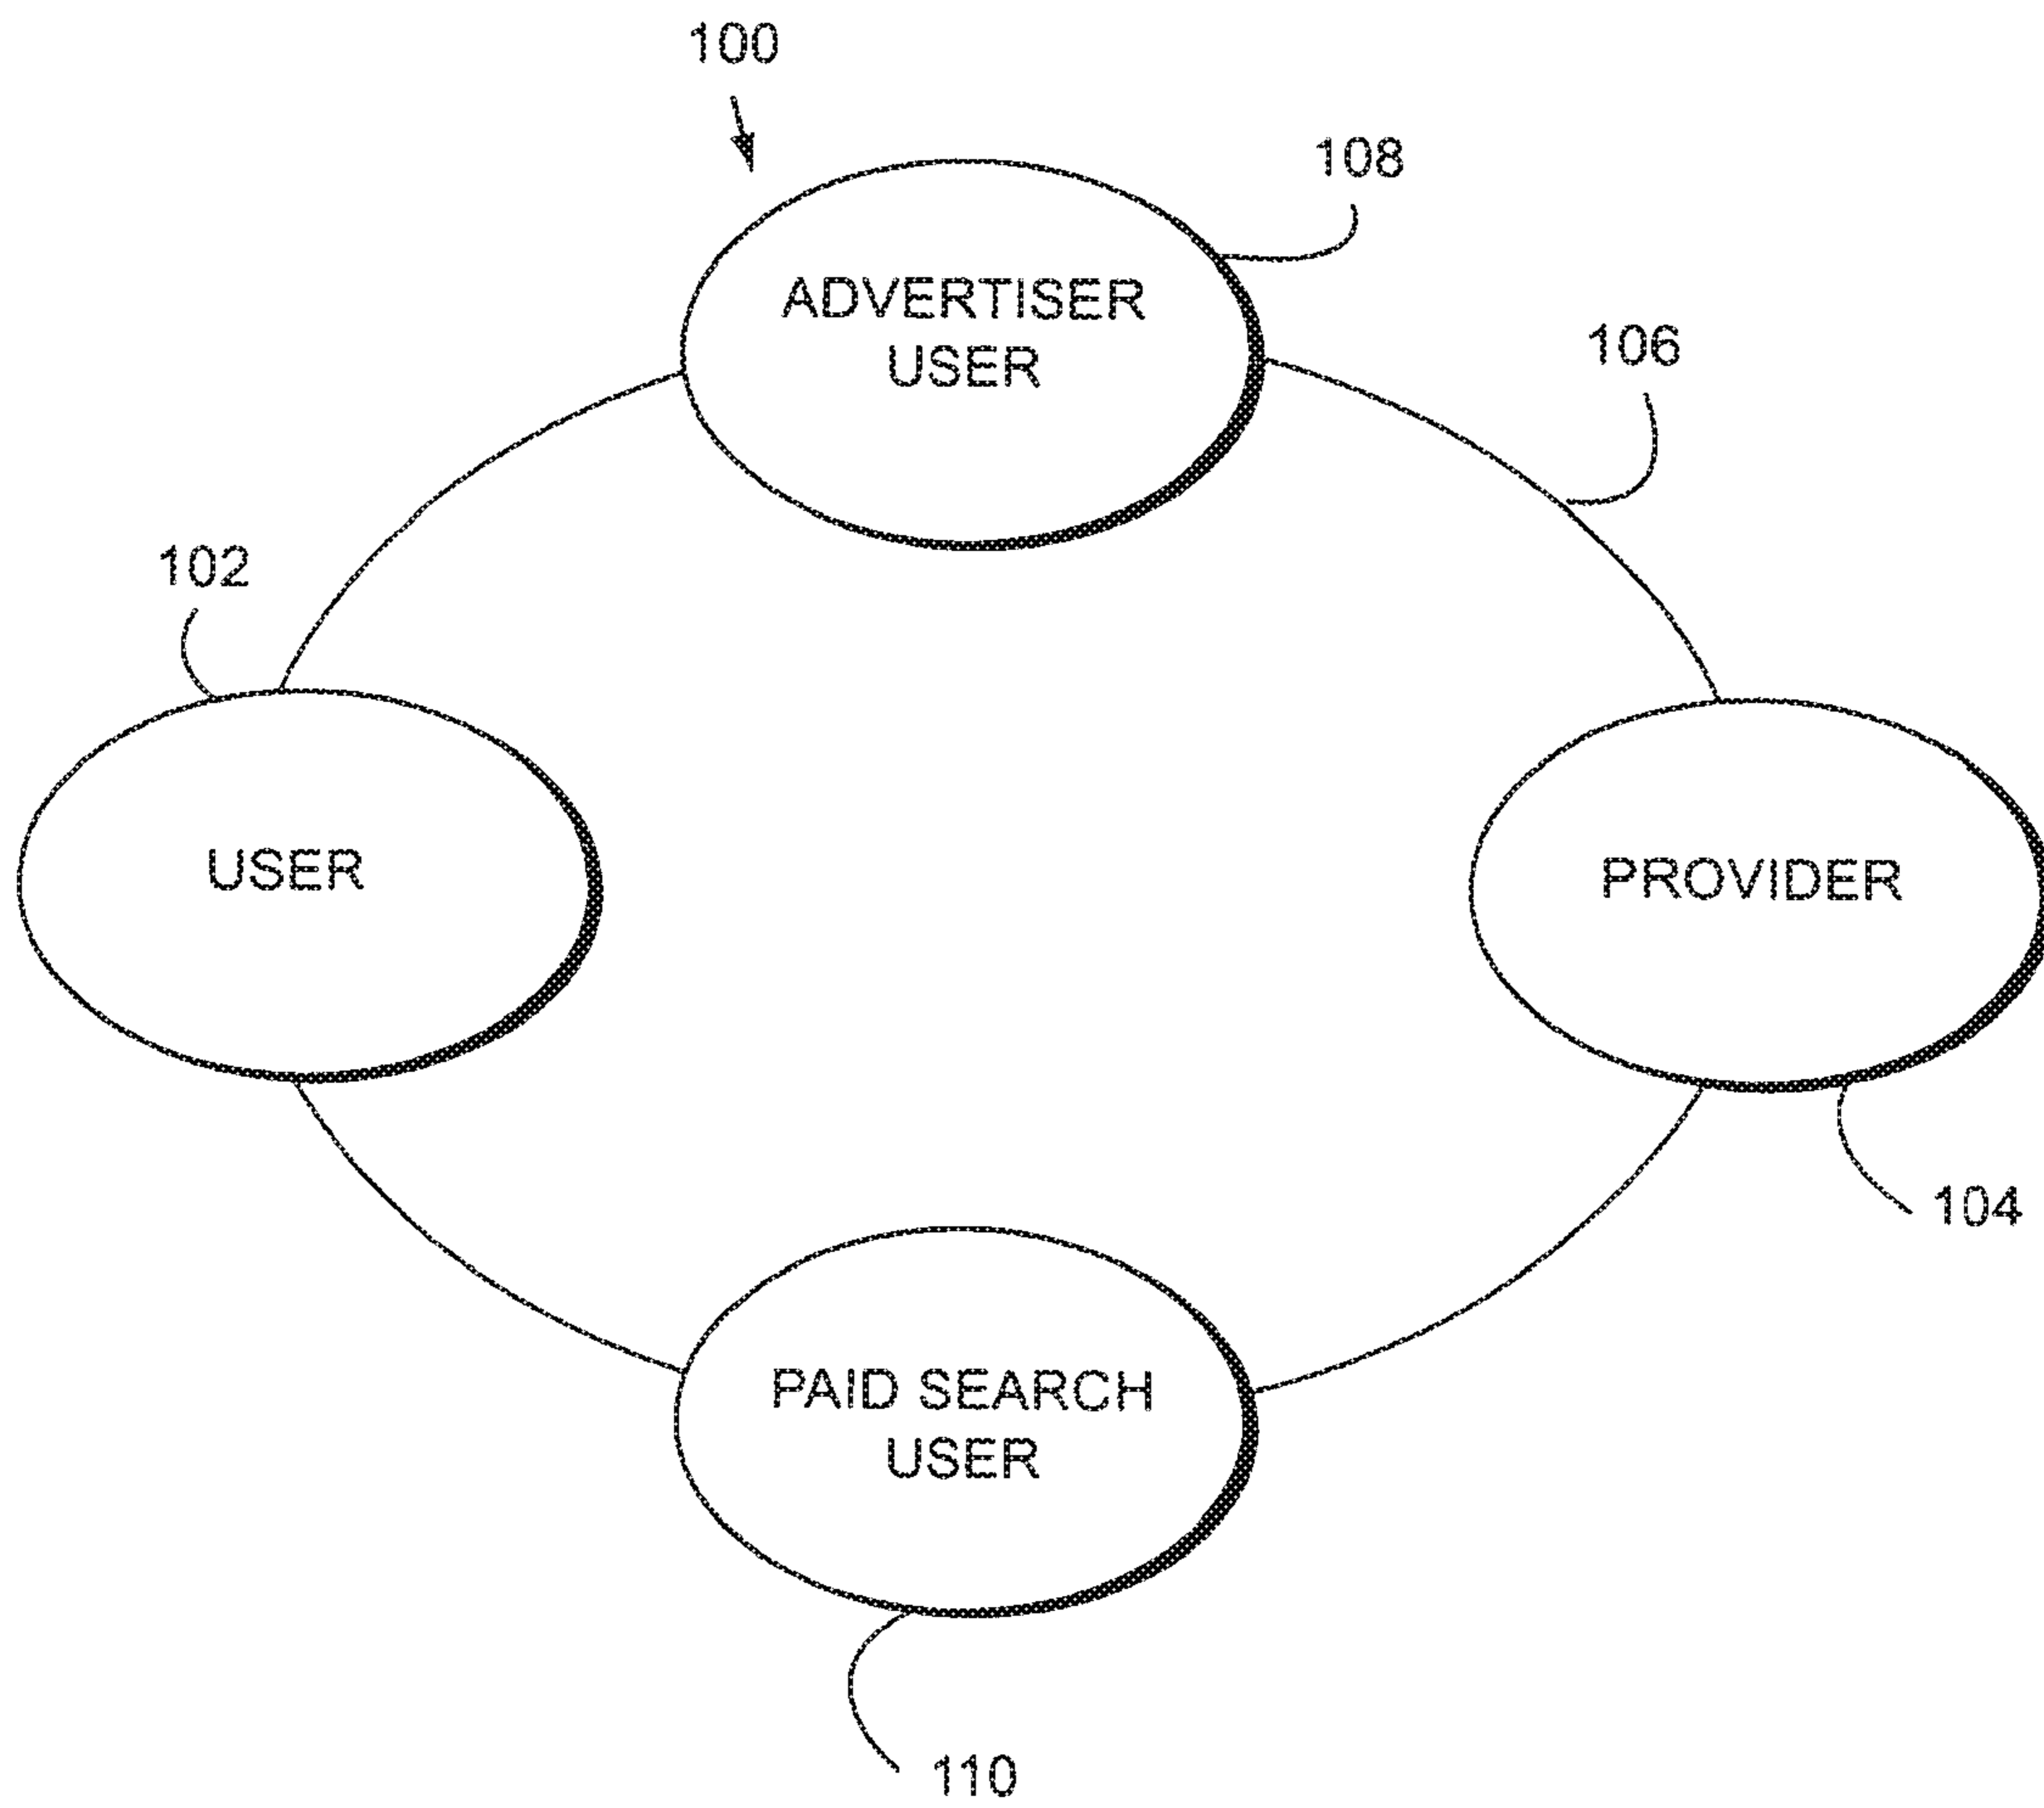 100
108
ADVERTISER
USER
106
102
USER
PROVIDER
104
PAID SEARCH
USER
110